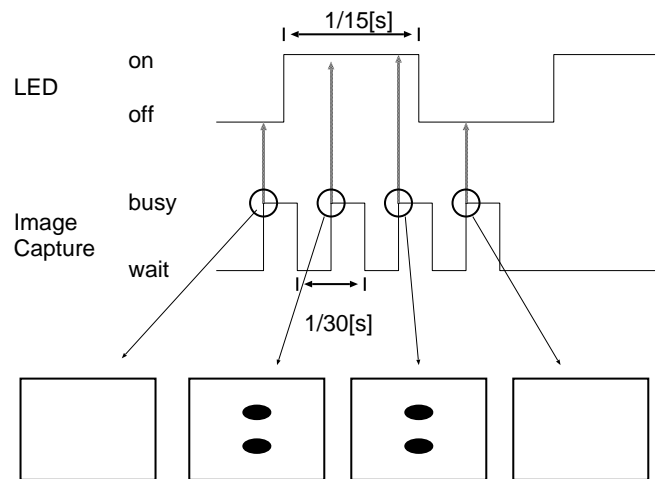 1/15[s]
on
LED
off
busy
Image
Capture
wait
1/30[s]